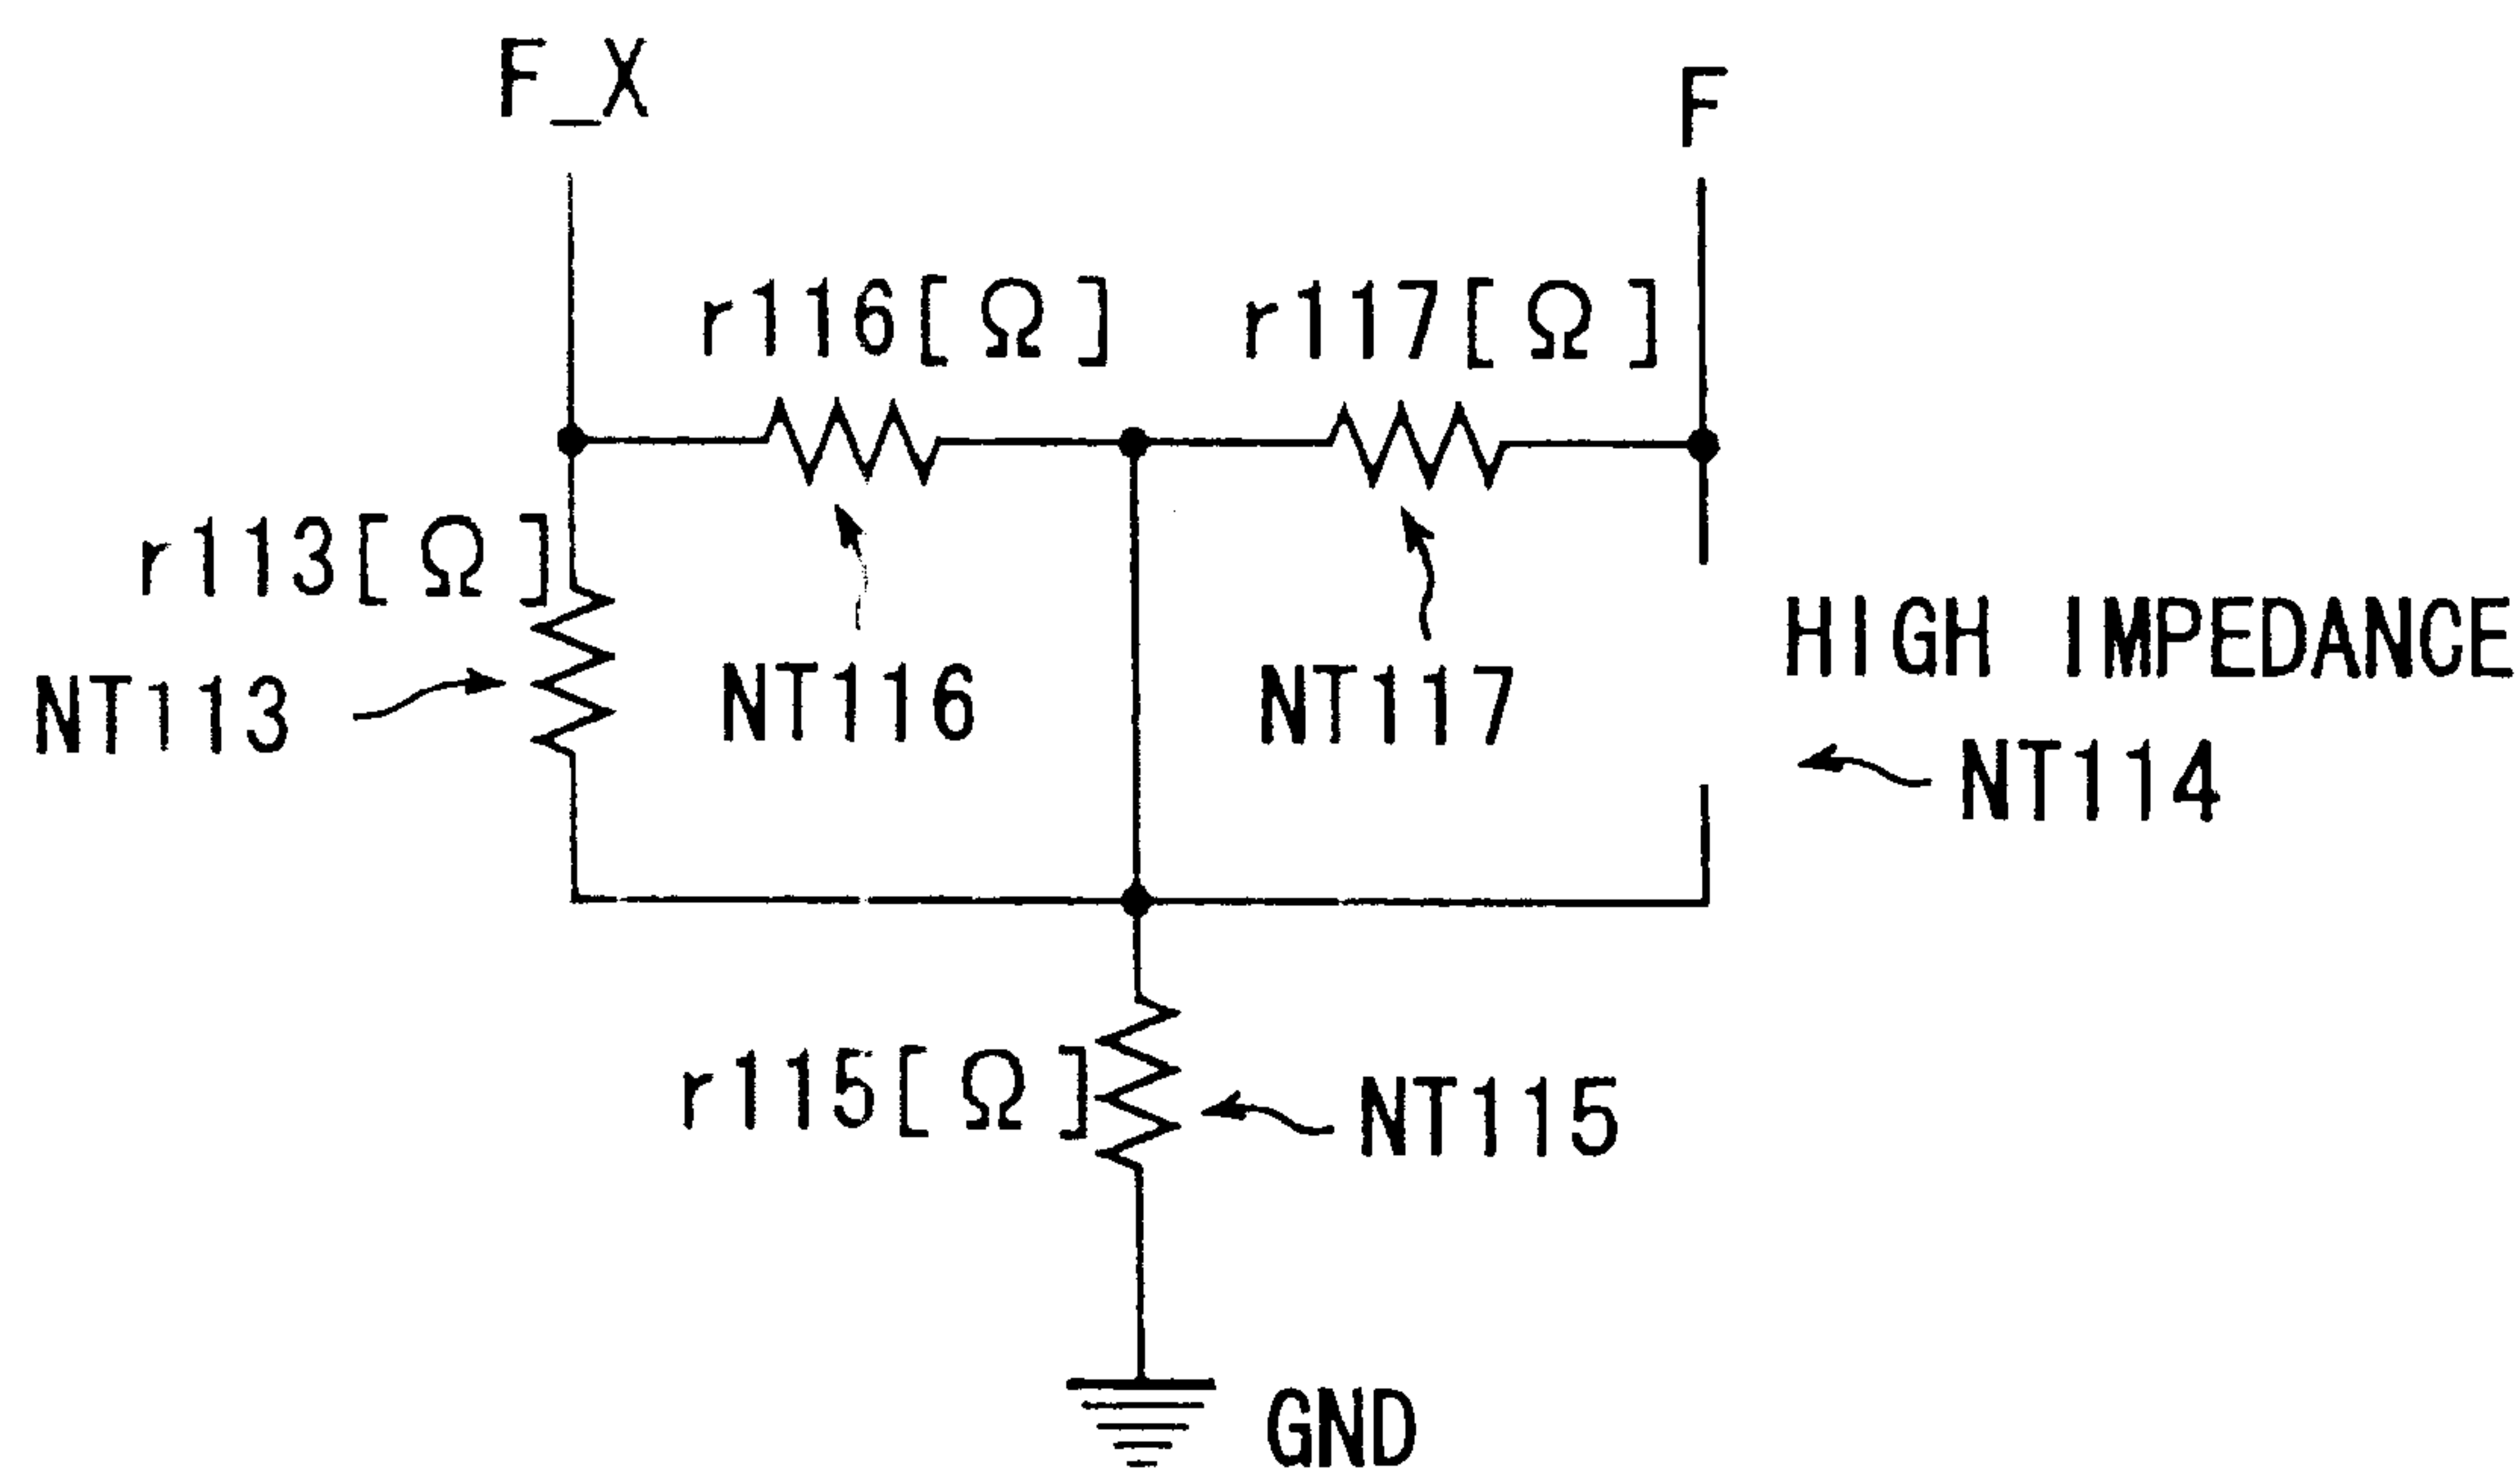 F_X
F
r116[Ω]
r117[Ω]
r113[Ω]
HIGH IMPEDANCE
NT113
NT116
NT117
NT114
r115[Ω]
NT115
GND